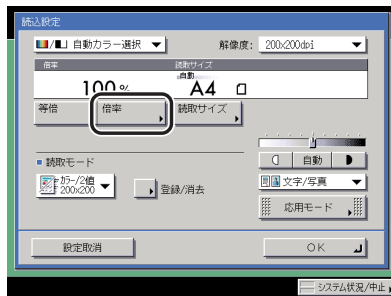 読込設定
自動カラー選択
解像度:
200x200dpi
倍率
読取サイズ
100%
自動
A4
等倍
倍率
読取サイズ
読取モード
カラー/2値
200x200
登録/消去
自動
文字/写真
応用モード
設定取消
OK
システム状況/中止